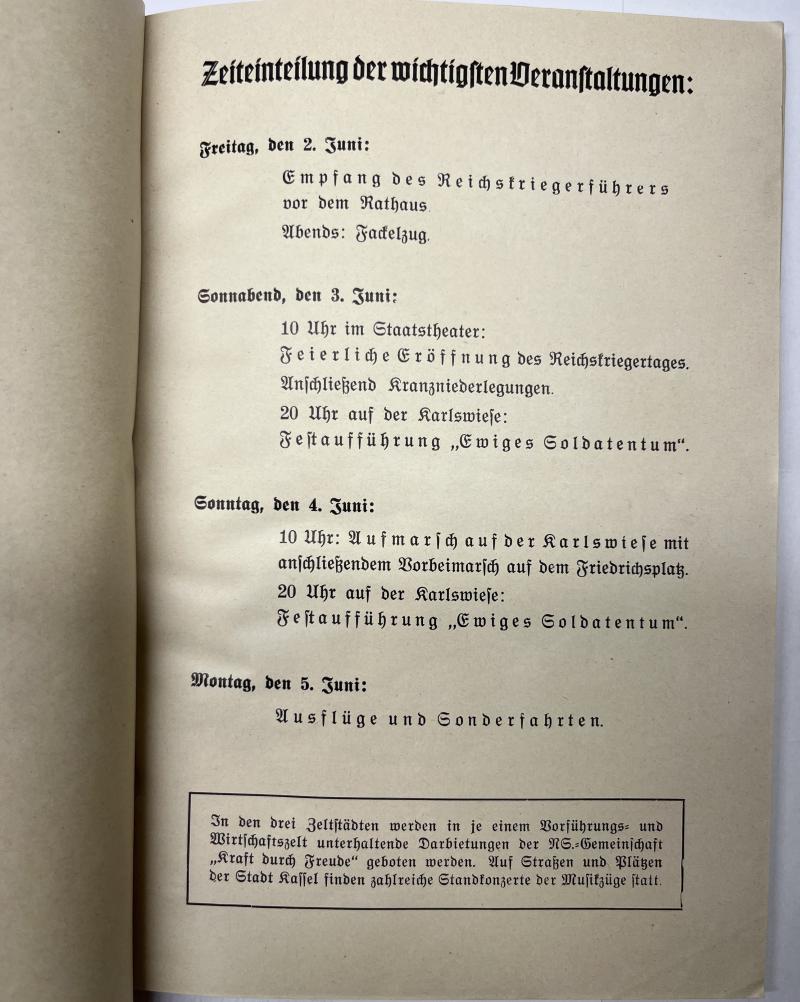 Zeiteinteilung der wichtigsten Veranstaltungen:
Freitag, den 2. Juni:
Empfang des Reichskriegerführers
vor dem Rathaus
Abends: Fackelzug.
Sonnabend, den 3. Juni:
10 Uhr im Staatstheater:
Feierliche Eröffnung des Reichskriegertages.
Anschließend Kranzniederlegungen.
20 Uhr auf der Karlswiese:
Festaufführung „Ewiges Soldatentum“.
Sonntag, den 4. Juni:
10 Uhr: Aufmarsch auf der Karlswiese mit
anschließendem Vorbeimarsch auf dem Friedrichsplatz.
20 Uhr auf der Karlswiese:
Festaufführung „Ewiges Soldatentum“.
Montag, den 5. Juni:
Ausflüge und Sonderfahrten.
In den drei Zeltstädten werden in je einem Vorführungs- und
Wirtschaftszelt unterhaltende Darbietungen der NS.-Gemeinschaft
„Kraft durch Freude“ geboten werden. Auf Straßen und Plätzen
der Stadt Kassel finden zahlreiche Standkonzerte der Musikzüge statt.